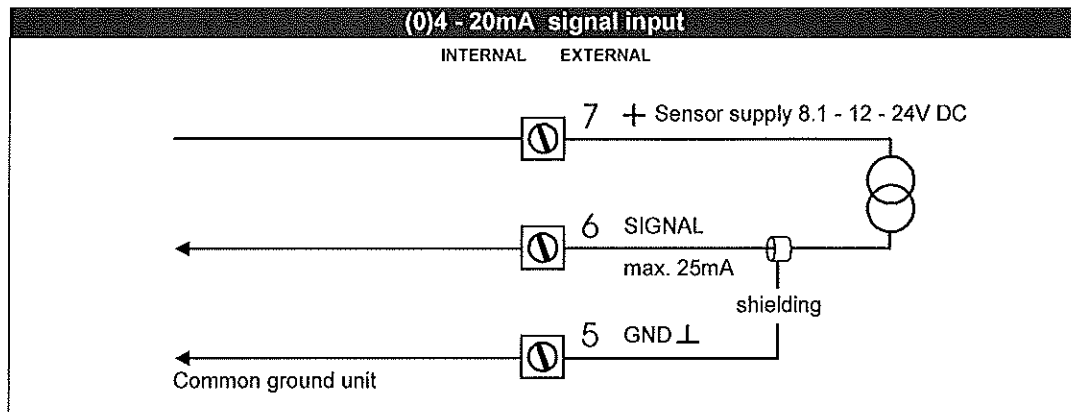 (0)4 - 20mA signal input
INTERNAL EXTERNAL
7 + Sensor supply 8.1 - 12 - 24V DC
6 SIGNAL
max. 25mA
shielding
5 GND ⊥
Common ground unit